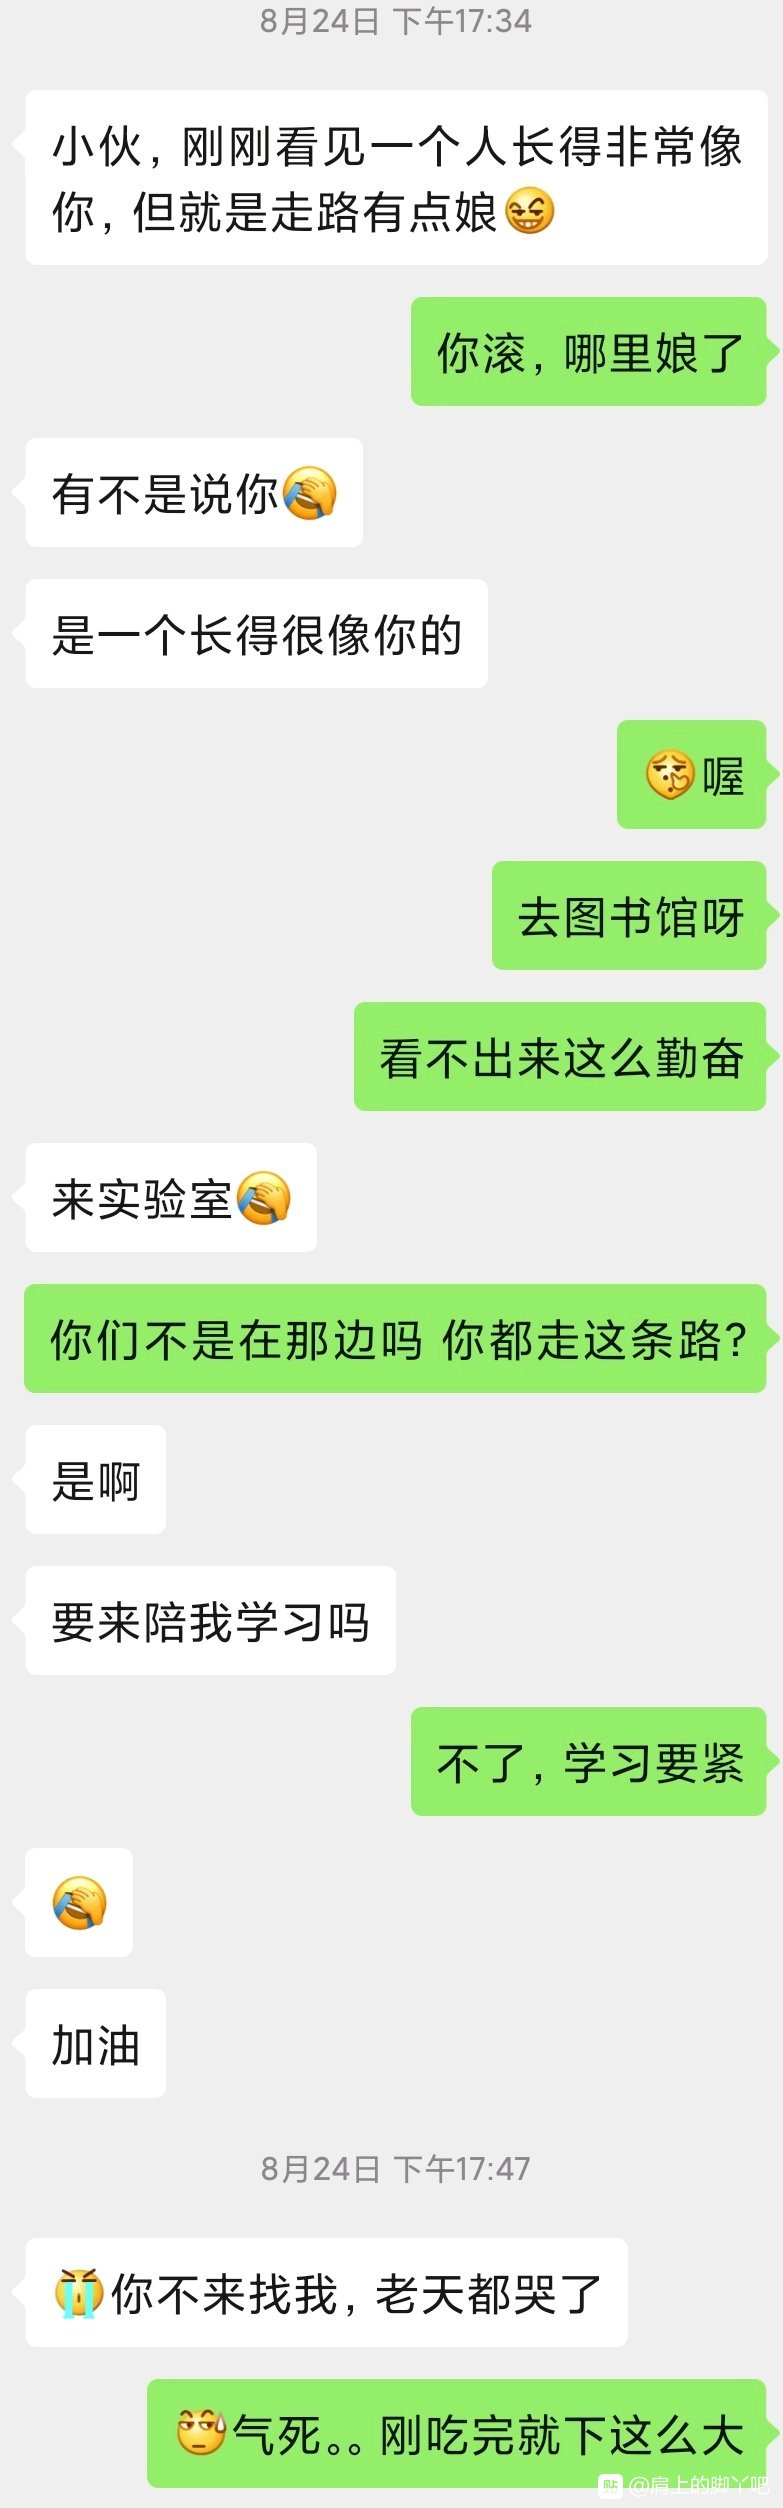 8月24日 下午17:34
小伙，刚刚看见一个人长得非常像
你，但就是走路有点娘
你滚，哪里娘了
有不是说你
是一个长得很像你的
喔
去图书馆呀
看不出来这么勤奋
来实验室
你们不是在那边吗 你都走这条路？
是啊
要来陪我学习吗
不了，学习要紧
加油
8月24日 下午17:47
你不来找我，老天都哭了
气死。。刚吃完就下这么大
贴 @肩上的脚丫吧